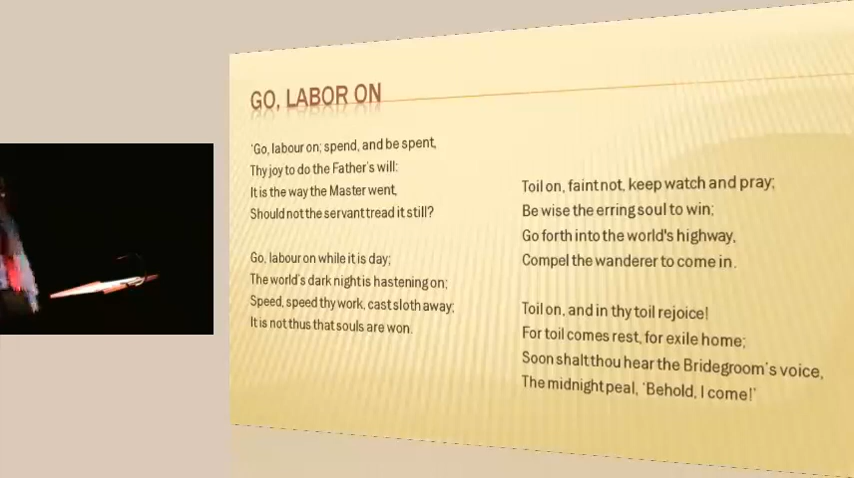 GO, LABOR ON
'Go, labour on; spend, and be spent,
Thy joy to do the Father's will:
It is the way the Master went,
Should not the servant tread it still?
Go, labour on while it is day;
The world's dark night is hastening on;
Speed, speed thy work, cast sloth away;
It is not thus that souls are won.
Toil on, faint not, keep watch and pray;
Be wise the erring soul to win;
Go forth into the world's highway,
Compel the wanderer to come in.
Toil on, and in thy toil rejoice!
For toil comes rest, for exile home;
Soon shalt thou hear the Bridegroom's voice,
The midnight peal, 'Behold, I come!'